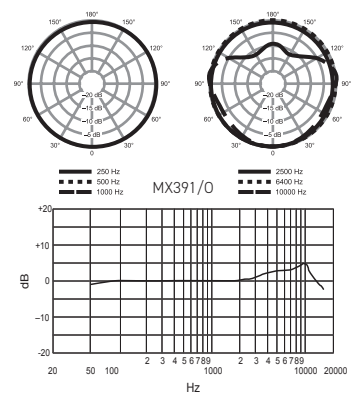 180° 180°
150° 150° 150° 150°
120° 120° 120° 120°
90° 90° 90° 90°
–20 dB –20 dB
–15 dB –15 dB
–10 dB –10 dB
–5 dB –5 dB
60° 60° 60° 60°
30° 30° 30° 30°
0 0
250 Hz 2500 Hz
500 Hz 6400 Hz
1000 Hz 10000 Hz
MX391/O
+20
+10
dB
0
–10
–20
2 3 4 5 6 7 8 9 2 3 4 5 6 7 8 9
20 50 100 1000 10000 20000
Hz